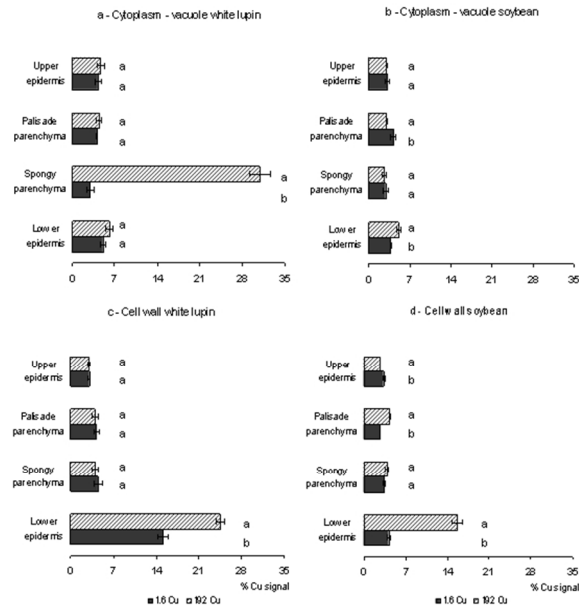 a - Cytoplasm - vacuole white lupin
Upper epidermis
a
a
Palisade parenchyma
a
a
Spongy parenchyma
a
b
Lower epidermis
a
a
0 7 14 21 28 35
b - Cytoplasm - vacuole soybean
Upper epidermis
a
a
Palisade parenchyma
a
b
Spongy parenchyma
a
a
Lower epidermis
a
b
0 7 14 21 28 35
c - Cell wall white lupin
Upper epidermis
a
a
Palisade parenchyma
a
a
Spongy parenchyma
a
a
Lower epidermis
a
b
0 7 14 21 28 35
% Cu signal
1.6 Cu 192 Cu
d - Cell wall soybean
Upper epidermis
a
b
Palisade parenchyma
a
b
Spongy parenchyma
a
a
Lower epidermis
a
b
0 7 14 21 28 35
% Cu signal
1.6 Cu 192 Cu